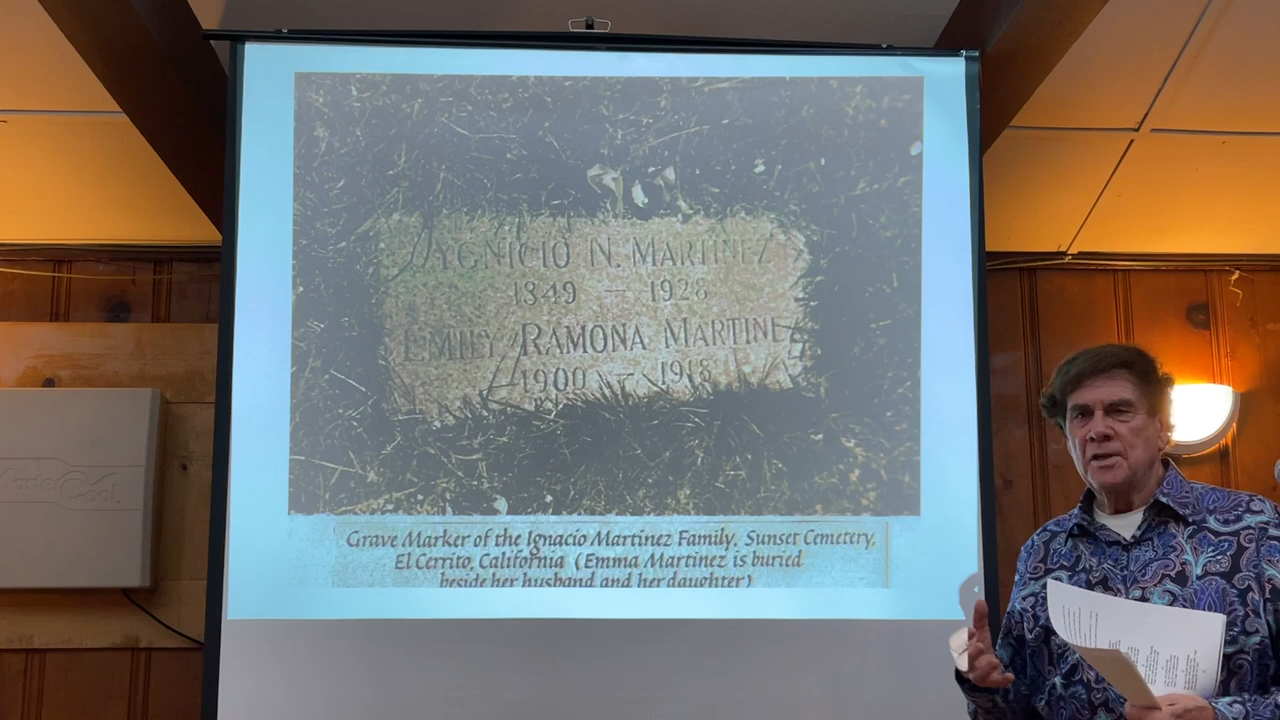 YGNICIO N. MARTINEZ
1849 — 1928
EMILY RAMONA MARTINEZ
1900 — 1918
Grave Marker of the Ignacio Martinez Family. Sunset Cemetery,
El Cerrito, California (Emma Martinez is buried
beside her husband and her daughter)
MasterCool